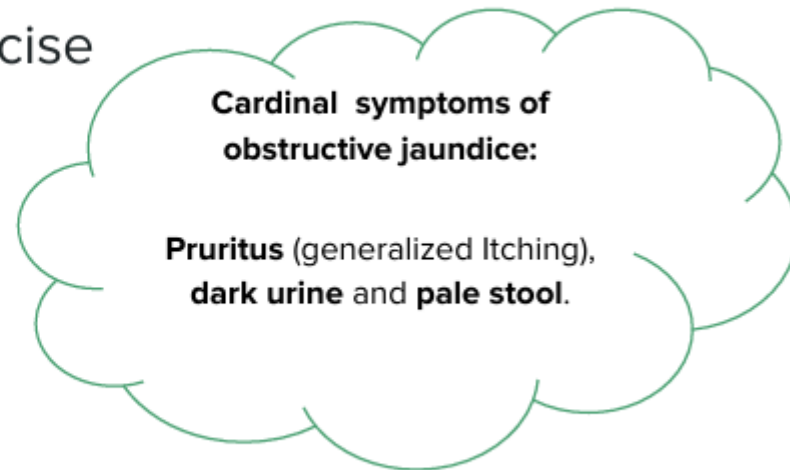 cise
Cardinal symptoms of
obstructive jaundice:
Pruritus (generalized Itching),
dark urine and pale stool.